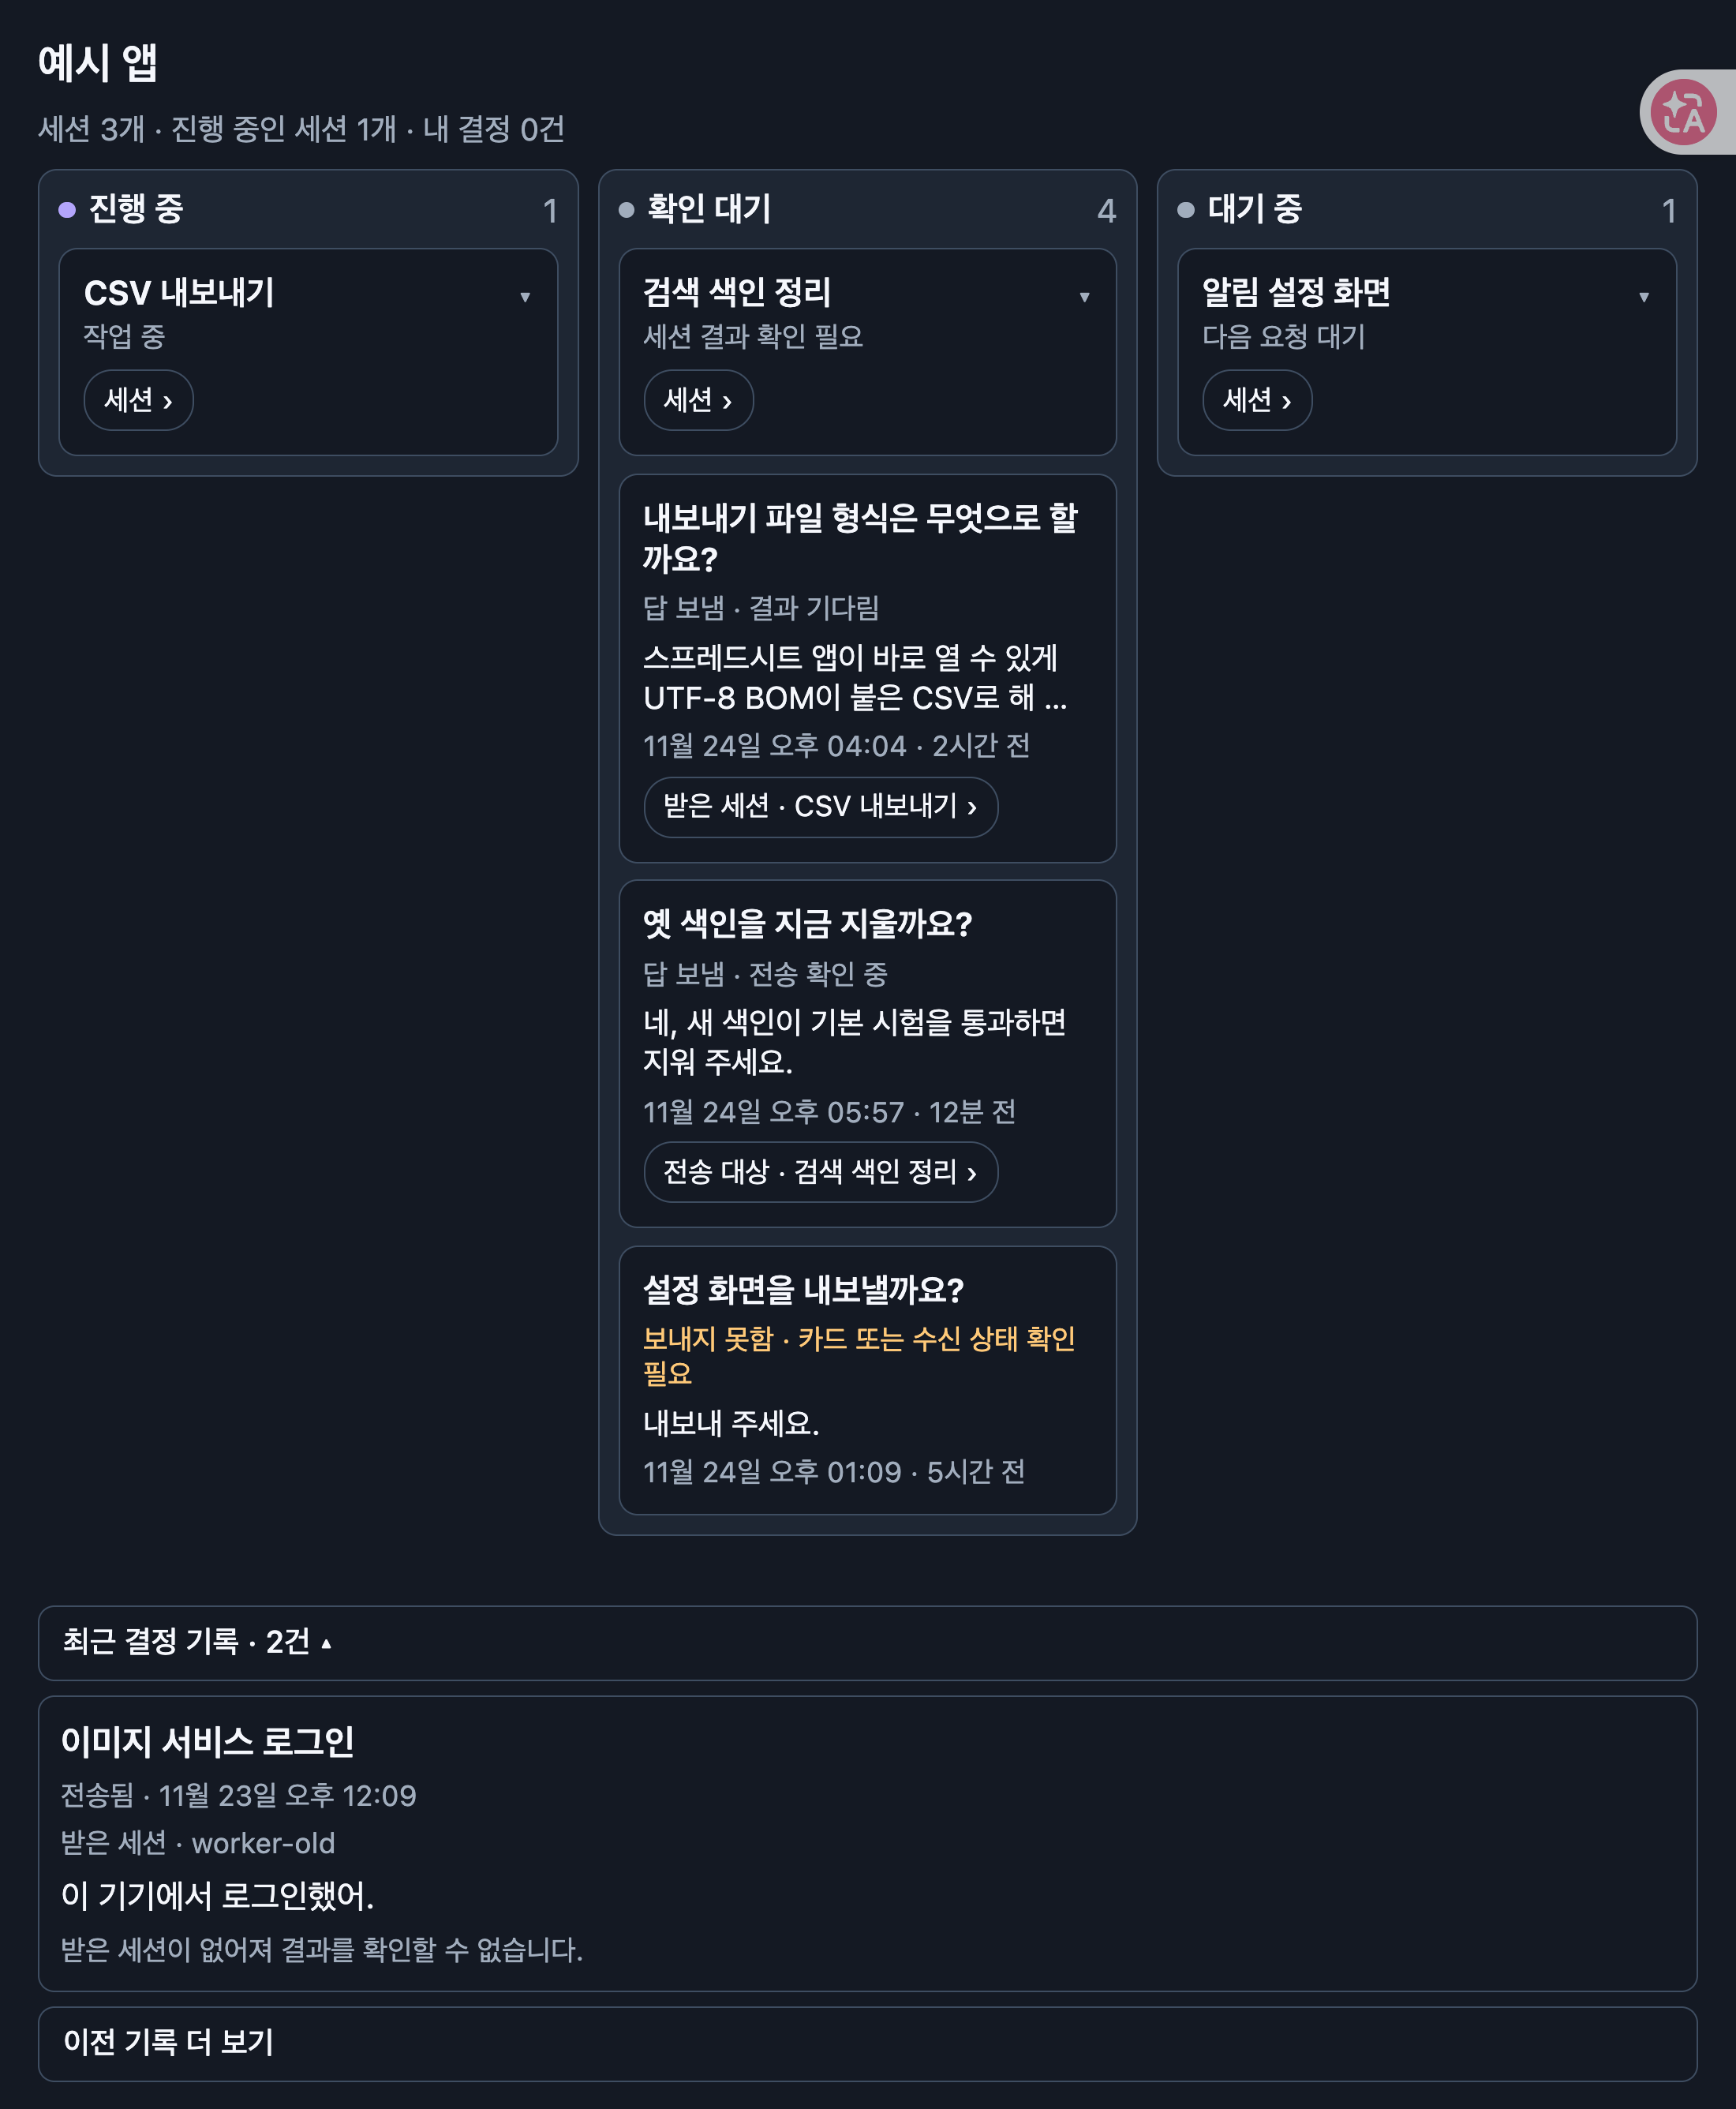 예시 앱
세션 3개 · 진행 중인 세션 1개 · 내 결정 0건
진행 중 1
CSV 내보내기 ▾
작업 중
세션 ›
확인 대기 4
검색 색인 정리 ▾
세션 결과 확인 필요
세션 ›
내보내기 파일 형식은 무엇으로 할
까요?
답 보냄 · 결과 기다림
스프레드시트 앱이 바로 열 수 있게
UTF-8 BOM이 붙은 CSV로 해 ...
11월 24일 오후 04:04 · 2시간 전
받은 세션 · CSV 내보내기 ›
옛 색인을 지금 지울까요?
답 보냄 · 전송 확인 중
네, 새 색인이 기본 시험을 통과하면
지워 주세요.
11월 24일 오후 05:57 · 12분 전
전송 대상 · 검색 색인 정리 ›
설정 화면을 내보낼까요?
보내지 못함 · 카드 또는 수신 상태 확인
필요
내보내 주세요.
11월 24일 오후 01:09 · 5시간 전
대기 중 1
알림 설정 화면 ▾
다음 요청 대기
세션 ›
최근 결정 기록 · 2건 ▴
이미지 서비스 로그인
전송됨 · 11월 23일 오후 12:09
받은 세션 · worker-old
이 기기에서 로그인했어.
받은 세션이 없어져 결과를 확인할 수 없습니다.
이전 기록 더 보기